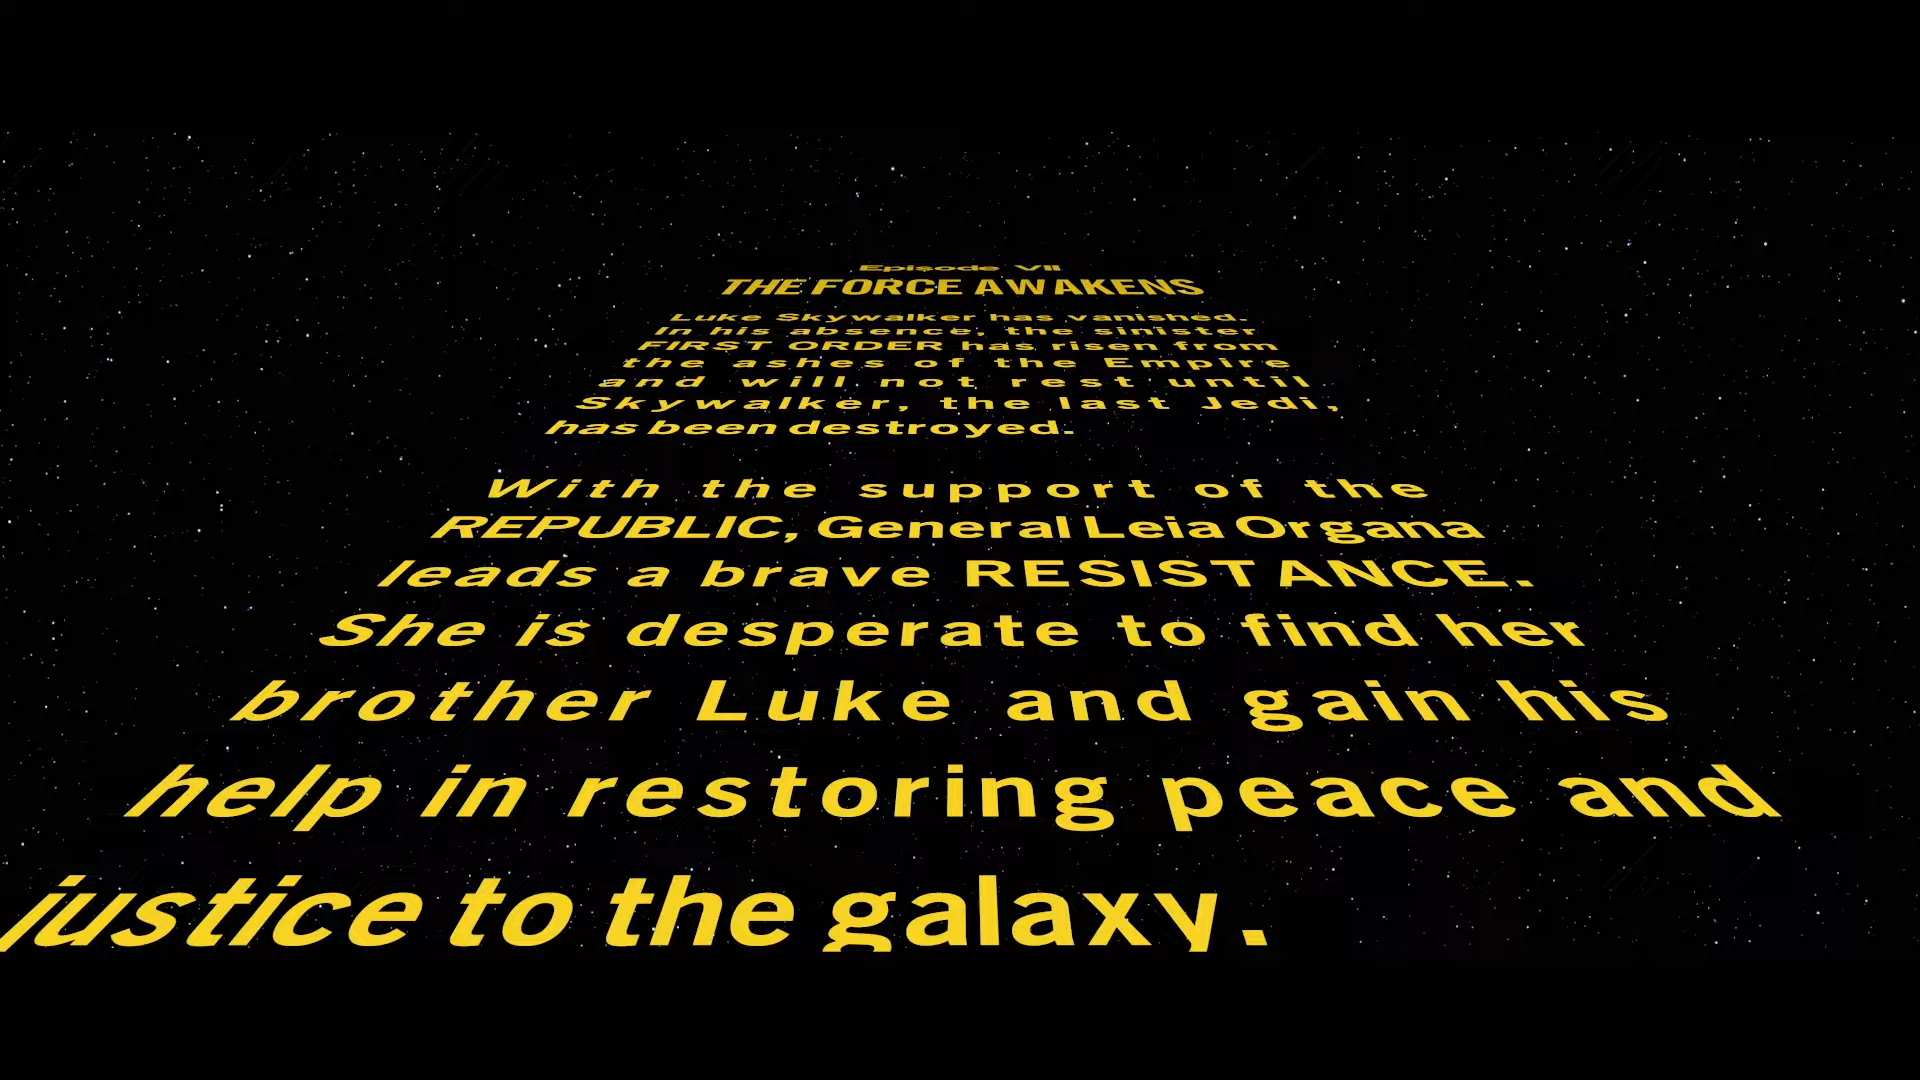 Episode VII
THE FORCE AWAKENS
Luke Skywalker has vanished.
In his absence, the sinister
FIRST ORDER has risen from
the ashes of the Empire
and will not rest until
Skywalker, the last Jedi,
has been destroyed.
With the support of the
REPUBLIC, General Leia Organa
leads a brave RESISTANCE.
She is desperate to find her
brother Luke and gain his
help in restoring peace and
justice to the galaxy.